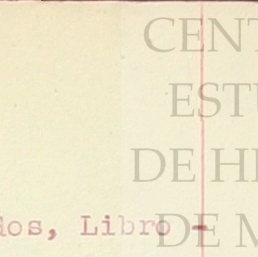 CENT
ESTU
DE HI
dos, Libro -
DE M